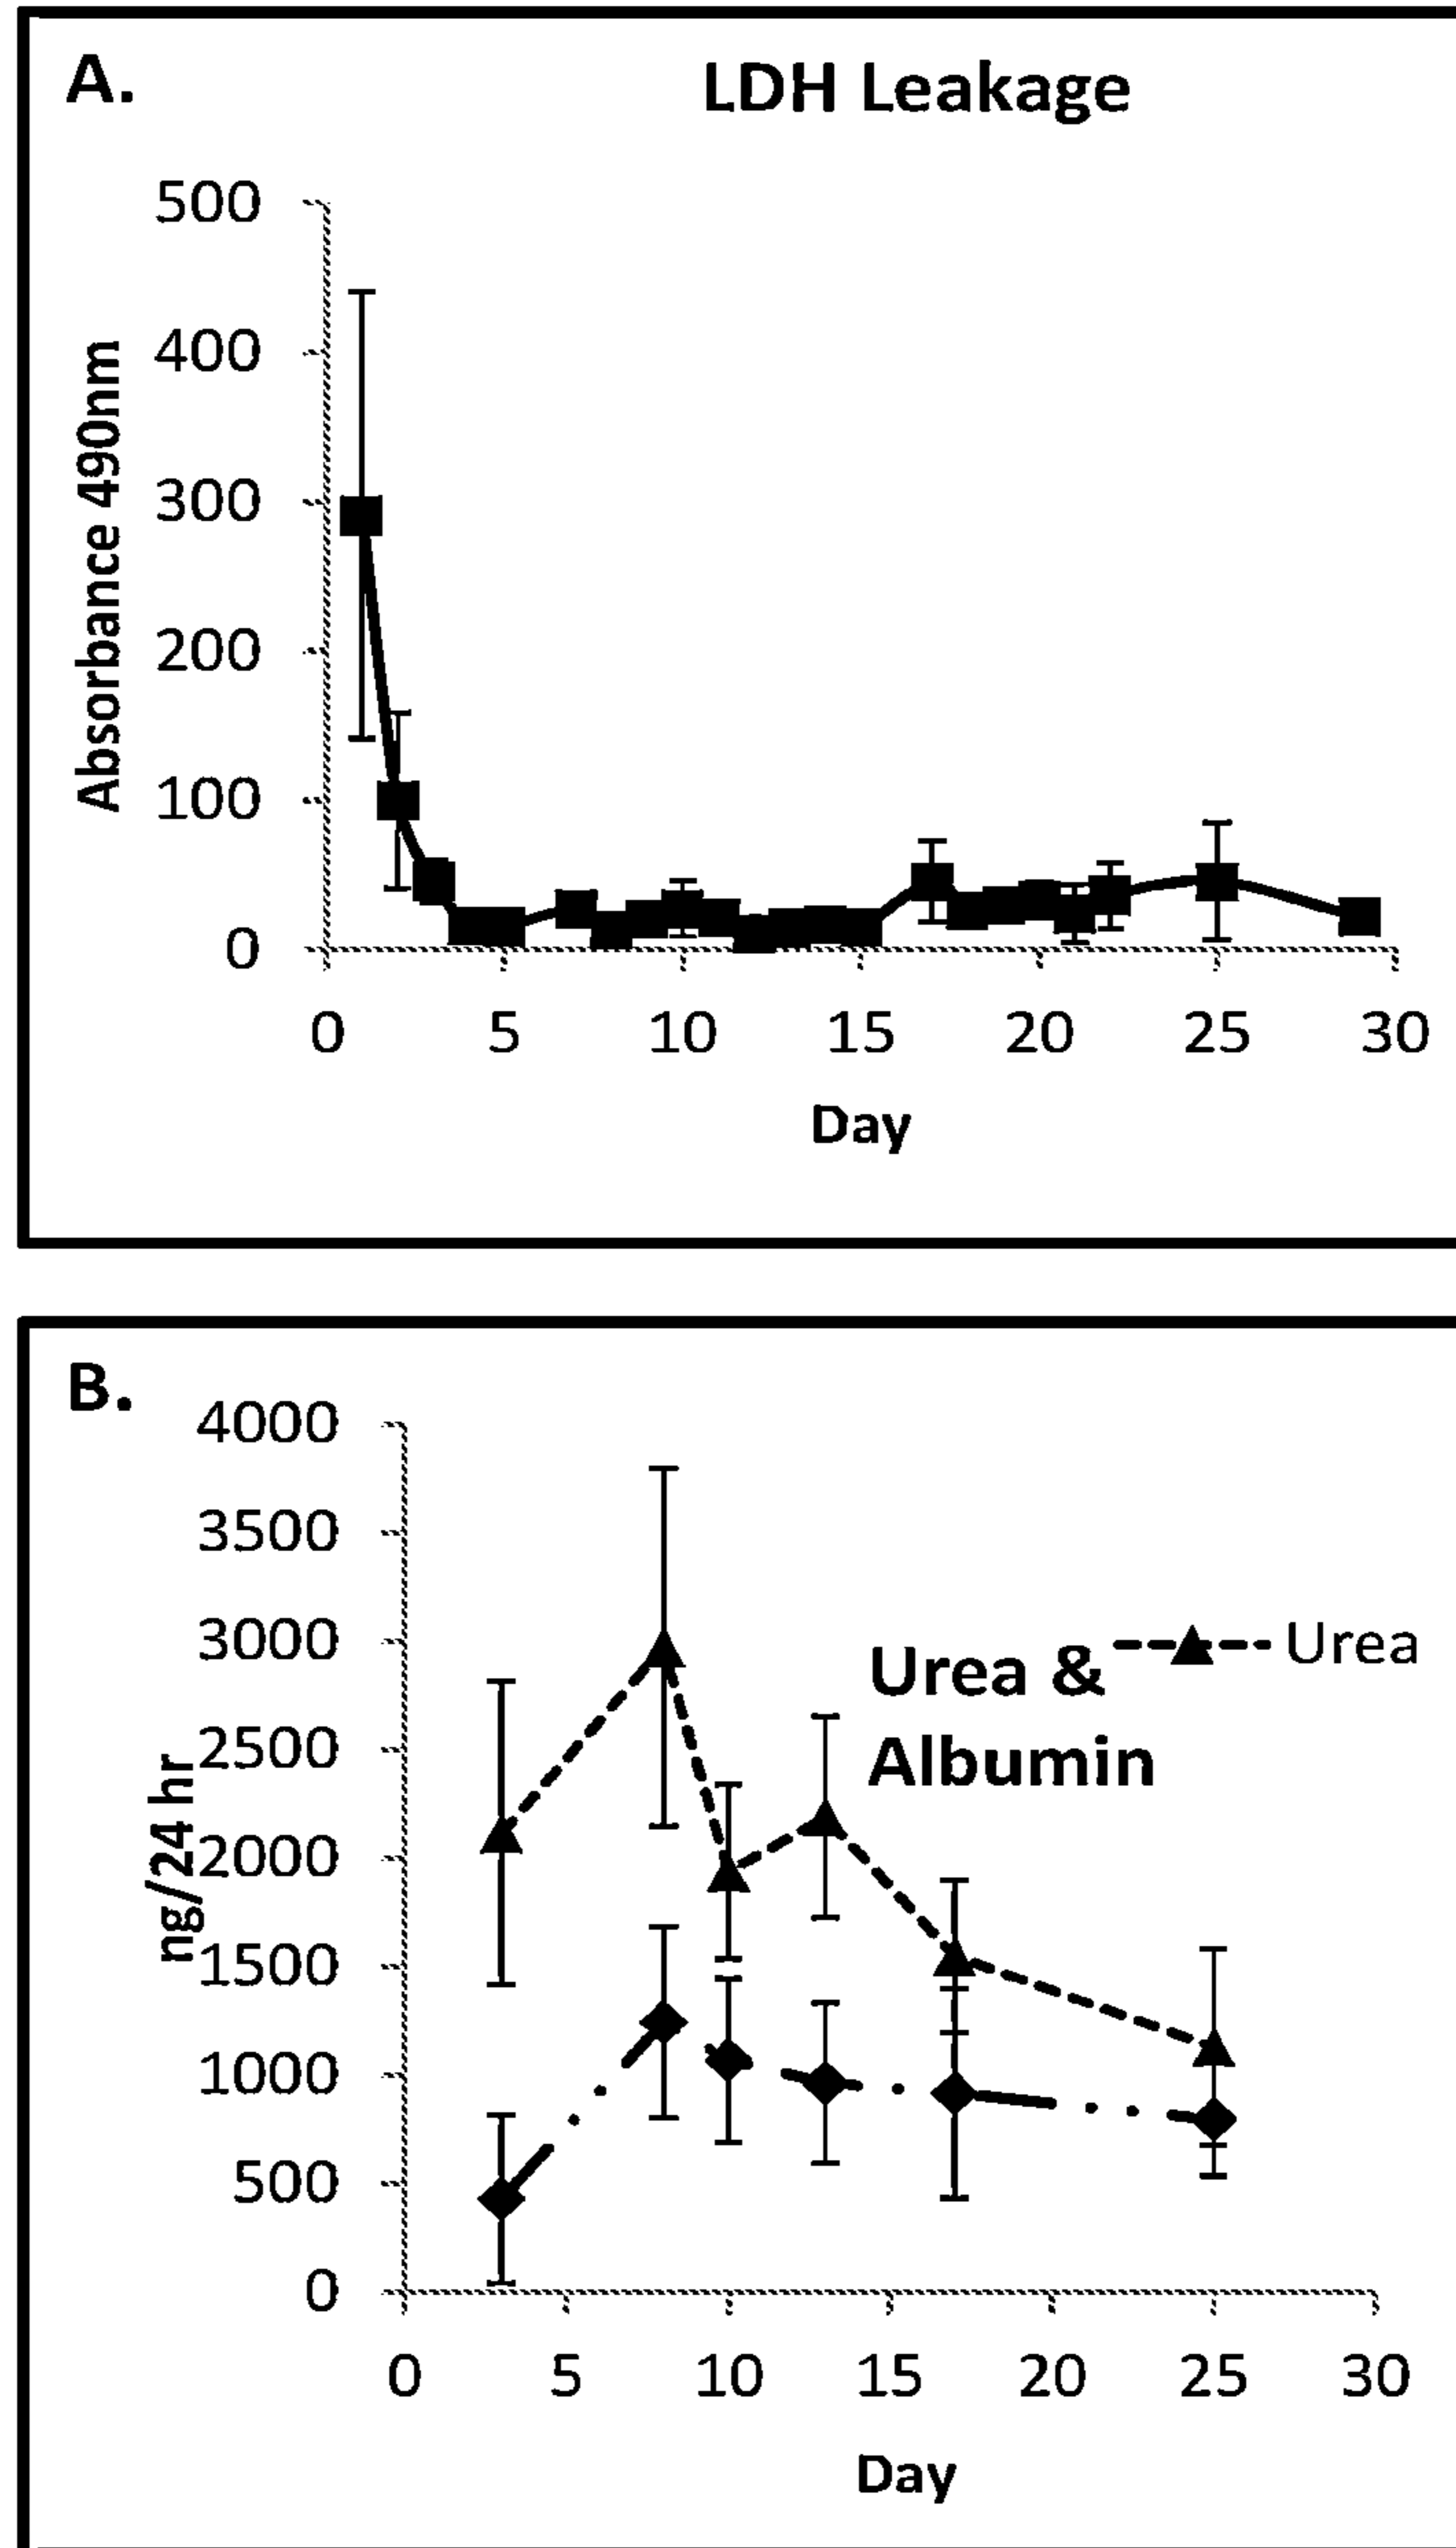 A.
LDH Leakage
500
400
300
200
100
0
Absorbance 490nm
0 5 10 15 20 25 30
Day
B.
4000
3500
3000
2500
2000
1500
1000
500
0
ng/24 hr
Urea &
Albumin
Urea
0 5 10 15 20 25 30
Day